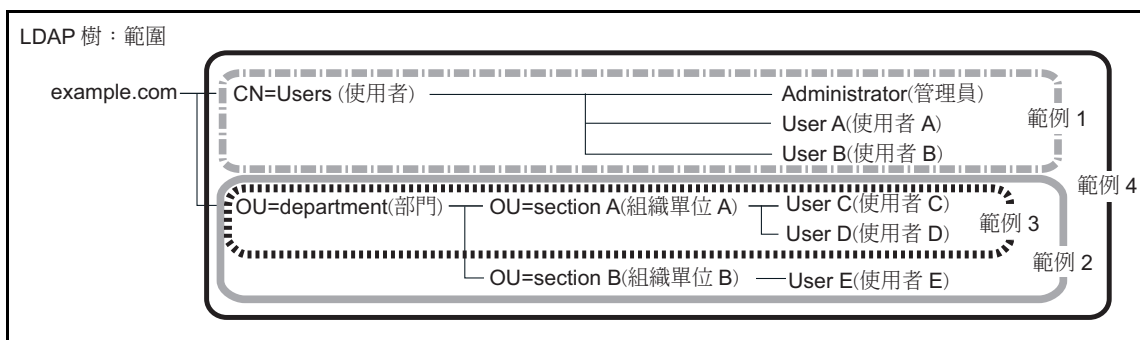 LDAP 樹：範圍
example.com
CN=Users (使用者)
Administrator(管理員)
User A(使用者 A)
User B(使用者 B)
範例 1
範例 4
OU=department(部門)
OU=section A(組織單位 A)
User C(使用者 C)
User D(使用者 D)
範例 3
範例 2
OU=section B(組織單位 B)
User E(使用者 E)